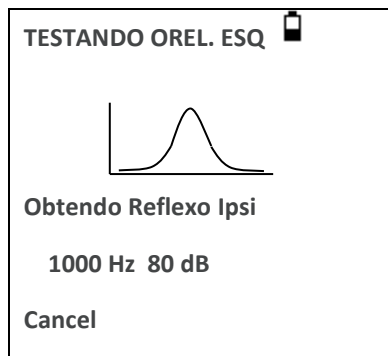 TESTANDO OREL. ESQ
Obtendo Reflexo Ipsi
1000 Hz 80 dB
Cancel